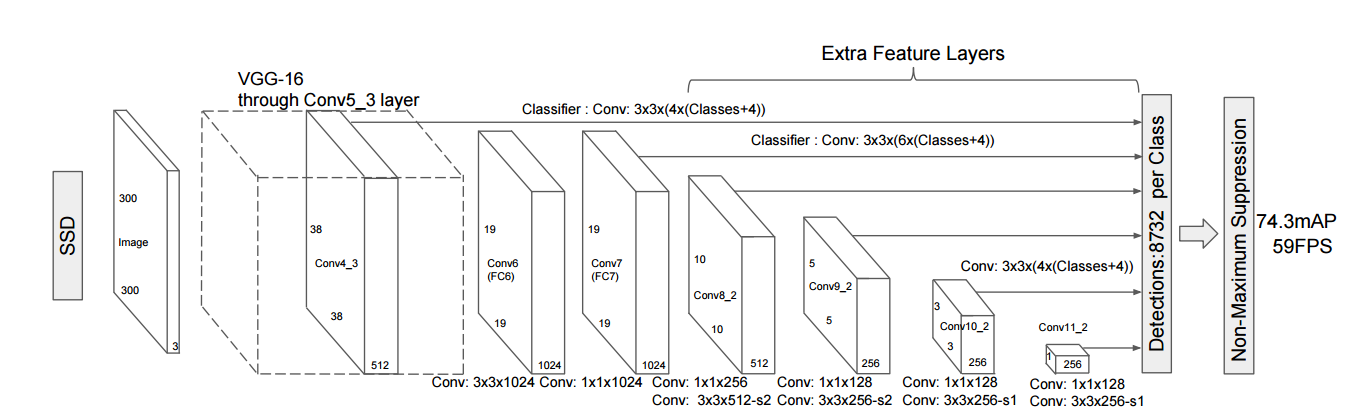 Extra Feature Layers
VGG-16
through Conv5_3 layer
Classifier : Conv: 3x3x(4x(Classes+4))
Classifier : Conv: 3x3x(6x(Classes+4))
SSD
300
Image
300
3
38
Conv4_3
38
512
19
Conv6
(FC6)
19
1024
19
Conv7
(FC7)
19
1024
10
Conv8_2
10
512
5
Conv9_2
5
256
Conv: 3x3x(4x(Classes+4))
3
Conv10_2
3
256
Conv11_2
1
256
Detections:8732 per Class
Non-Maximum Suppression
74.3mAP
59FPS
Conv: 3x3x1024
Conv: 1x1x1024
Conv: 1x1x256
Conv: 3x3x512-s2
Conv: 1x1x128
Conv: 3x3x256-s2
Conv: 1x1x128
Conv: 3x3x256-s1
Conv: 1x1x128
Conv: 3x3x256-s1